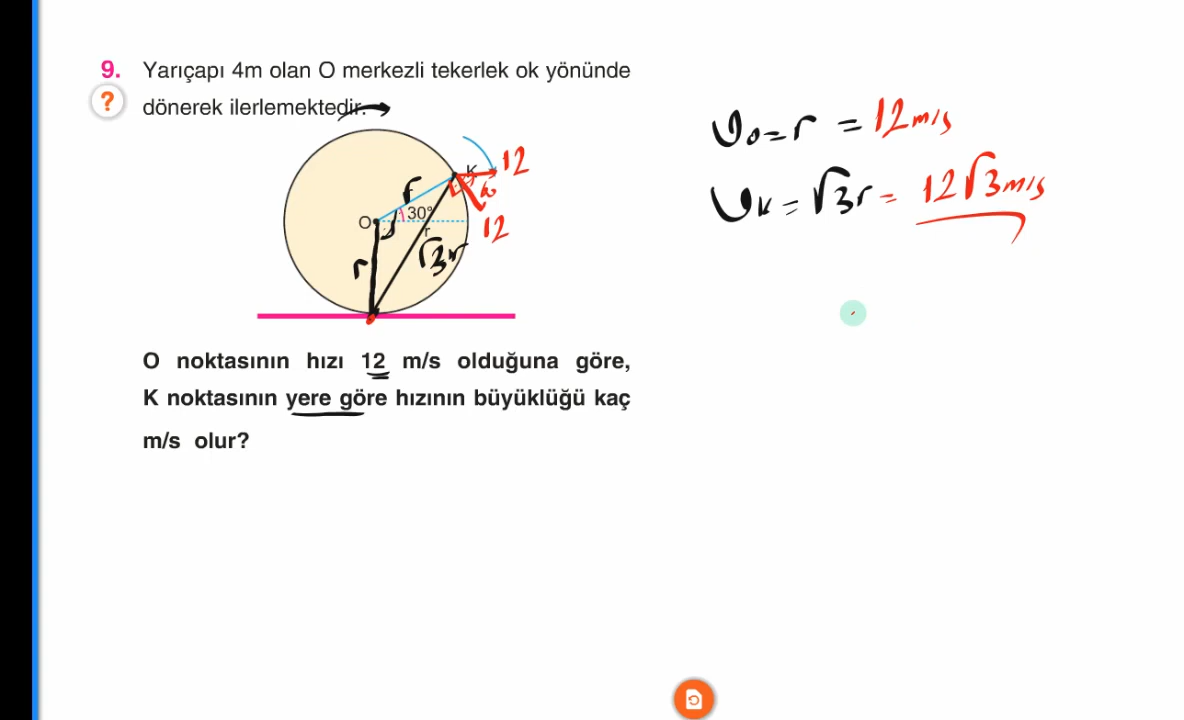 9. Yarıçapı 4m olan O merkezli tekerlek ok yönünde
? dönerek ilerlemektedir.
K 12
r
O 30°
r
12
r √3r
O noktasının hızı 12 m/s olduğuna göre,
K noktasının yere göre hızının büyüklüğü kaç
m/s olur?
υo = r = 12 m/s
υK = √3r = 12√3 m/s